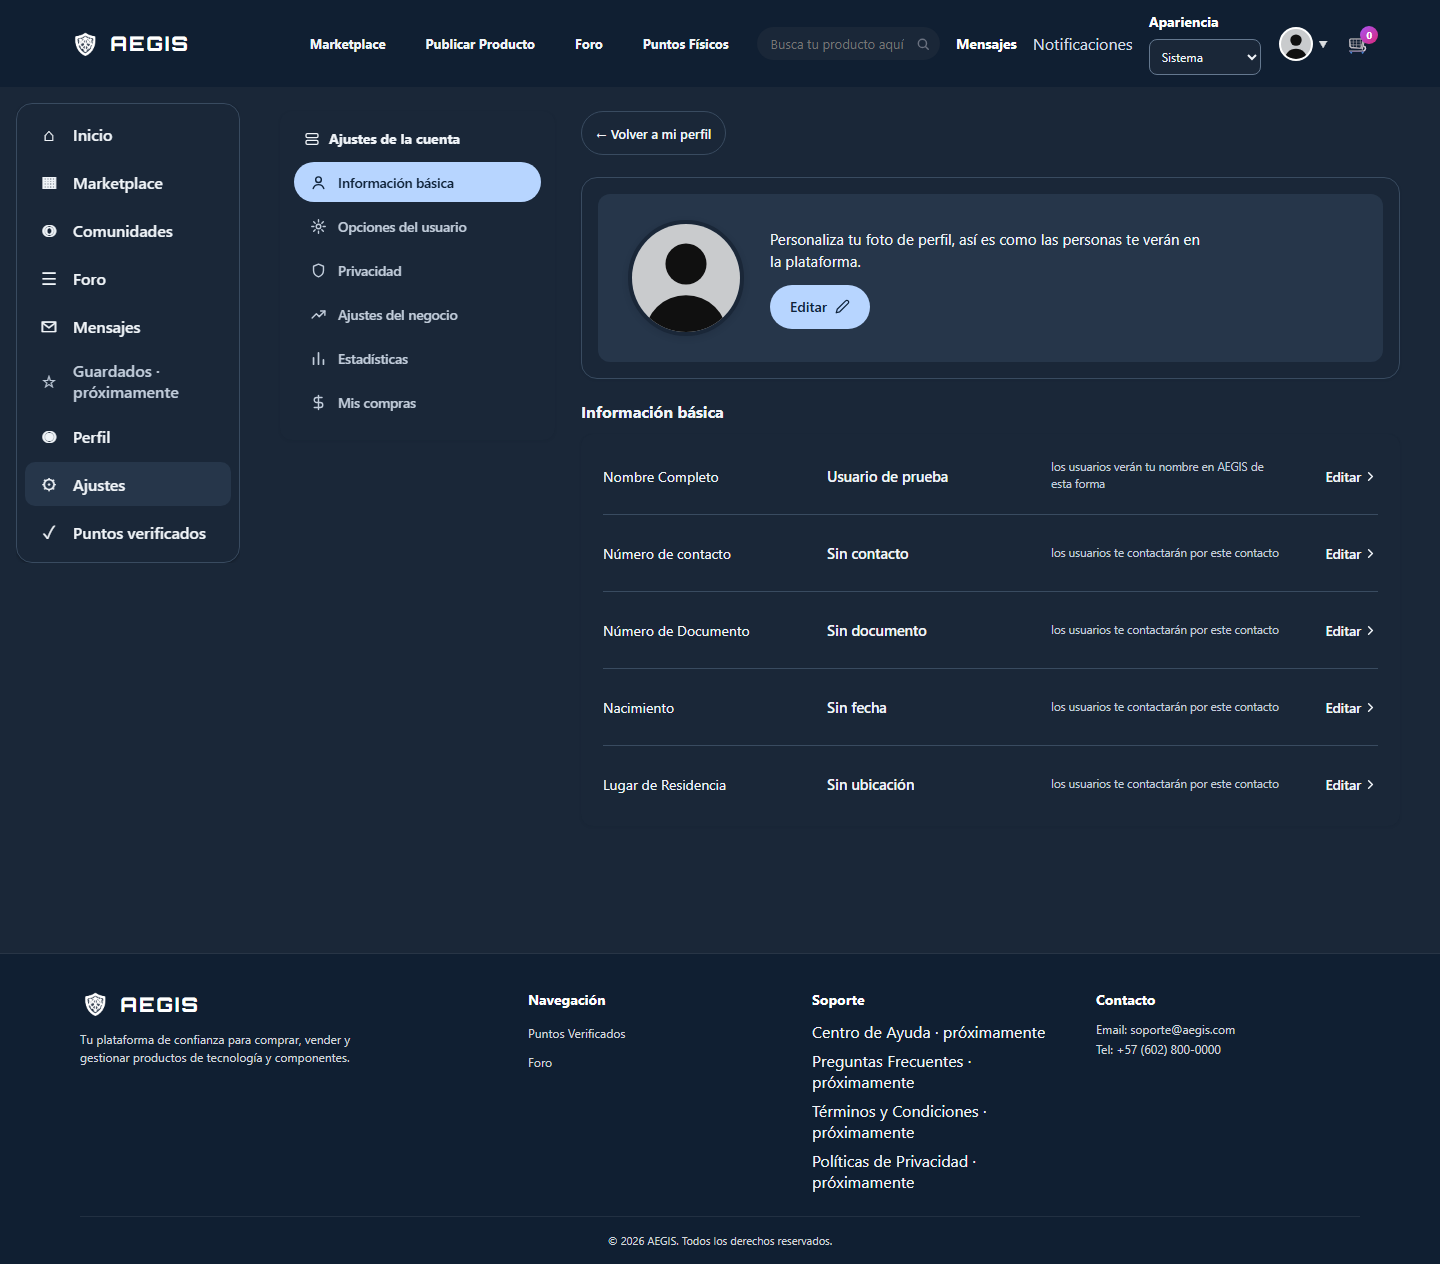 AEGIS
Marketplace
Publicar Producto
Foro
Puntos Físicos
Busca tu producto aquí
Mensajes
Notificaciones
Apariencia
Sistema
▼
0
Inicio
Marketplace
Comunidades
Foro
Mensajes
Guardados ·
próximamente
Perfil
Ajustes
Puntos verificados
Ajustes de la cuenta
Información básica
Opciones del usuario
Privacidad
Ajustes del negocio
Estadísticas
Mis compras
← Volver a mi perfil
Personaliza tu foto de perfil, así es como las personas te verán en
la plataforma.
Editar
Información básica
Nombre Completo
Usuario de prueba
los usuarios verán tu nombre en AEGIS de
esta forma
Editar
Número de contacto
Sin contacto
los usuarios te contactarán por este contacto
Editar
Número de Documento
Sin documento
los usuarios te contactarán por este contacto
Editar
Nacimiento
Sin fecha
los usuarios te contactarán por este contacto
Editar
Lugar de Residencia
Sin ubicación
los usuarios te contactarán por este contacto
Editar
AEGIS
Tu plataforma de confianza para comprar, vender y
gestionar productos de tecnología y componentes.
Navegación
Puntos Verificados
Foro
Soporte
Centro de Ayuda · próximamente
Preguntas Frecuentes ·
próximamente
Términos y Condiciones ·
próximamente
Políticas de Privacidad ·
próximamente
Contacto
Email: soporte@aegis.com
Tel: +57 (602) 800-0000
© 2026 AEGIS. Todos los derechos reservados.